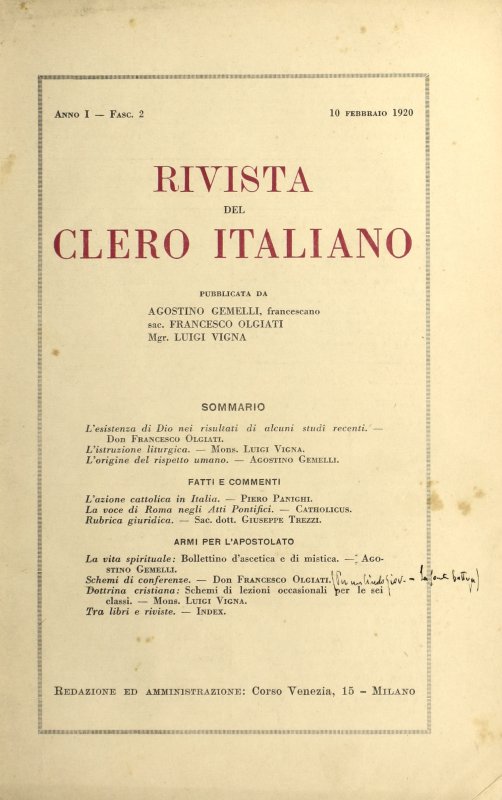 ANNO I — FASC. 2
10 FEBBRAIO 1920
RIVISTA
DEL
CLERO ITALIANO
PUBBLICATA DA
AGOSTINO GEMELLI, francescano
sac. FRANCESCO OLGIATI
Mgr. LUIGI VIGNA
SOMMARIO
L'esistenza di Dio nei risultati di alcuni studî recenti. —
DON FRANCESCO OLGIATI.
L'istruzione liturgica. — MONS. LUIGI VIGNA.
L'origine del rispetto umano. — AGOSTINO GEMELLI.
FATTI E COMMENTI
L'azione cattolica in Italia. — PIERO PANIGHI.
La voce di Roma negli Atti Pontifici. — CATHOLICUS.
Rubrica giuridica. — Sac. dott. GIUSEPPE TREZZI.
ARMI PER L'APOSTOLATO
La vita spirituale: Bollettino d'ascetica e di mistica. — AGO-
STINO GEMELLI.
Schemi di conferenze. — Don FRANCESCO OLGIATI.
Dottrina cristiana: Schemi di lezioni occasionali per le sei
classi. — Mons. LUIGI VIGNA.
Tra libri e riviste. — INDEX.
REDAZIONE ED AMMINISTRAZIONE: Corso Venezia, 15 – MILANO